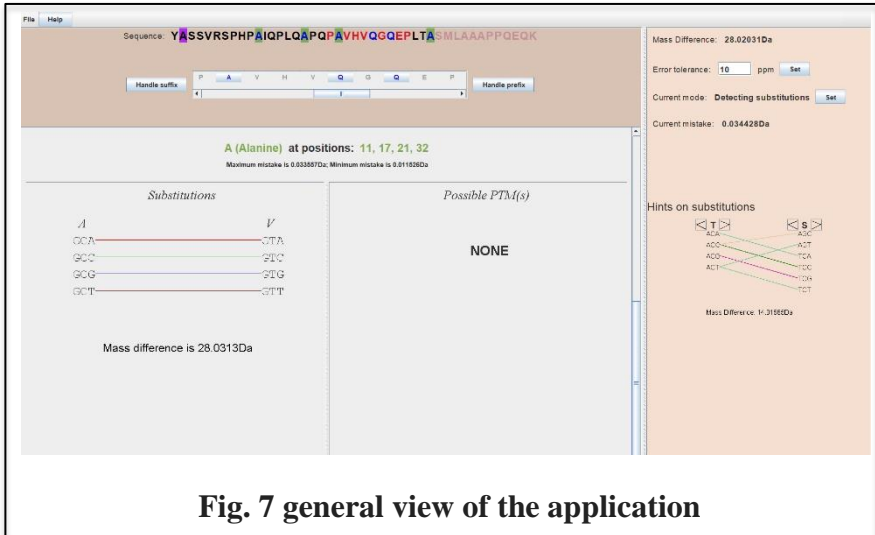 File Help
Sequence: YASSVRSPHPAIQPLQAPQPAVHVQGQEPLTASMLAAAPPQEQK
Handle suffix
P A V H V Q G Q E P
Handle prefix
A (Alanine) at positions: 11, 17, 21, 32
Maximum mistake is 0.033557Da; Minimum mistake is 0.011526Da
Substitutions
A V
GCA GTA
GCC GTC
GCG GTG
GCT GTT
Mass difference is 28.0313Da
Possible PTM(s)
NONE
Mass Difference: 28.02031Da
Error tolerance: 10 ppm Set
Current mode: Detecting substitutions Set
Current mistake: 0.034428Da
Hints on substitutions
T S
ACA AGC
ACC AGT
ACG TCA
ACT TCC
TCG
TCT
Mass Difference: 14.01565Da
Fig. 7 general view of the application